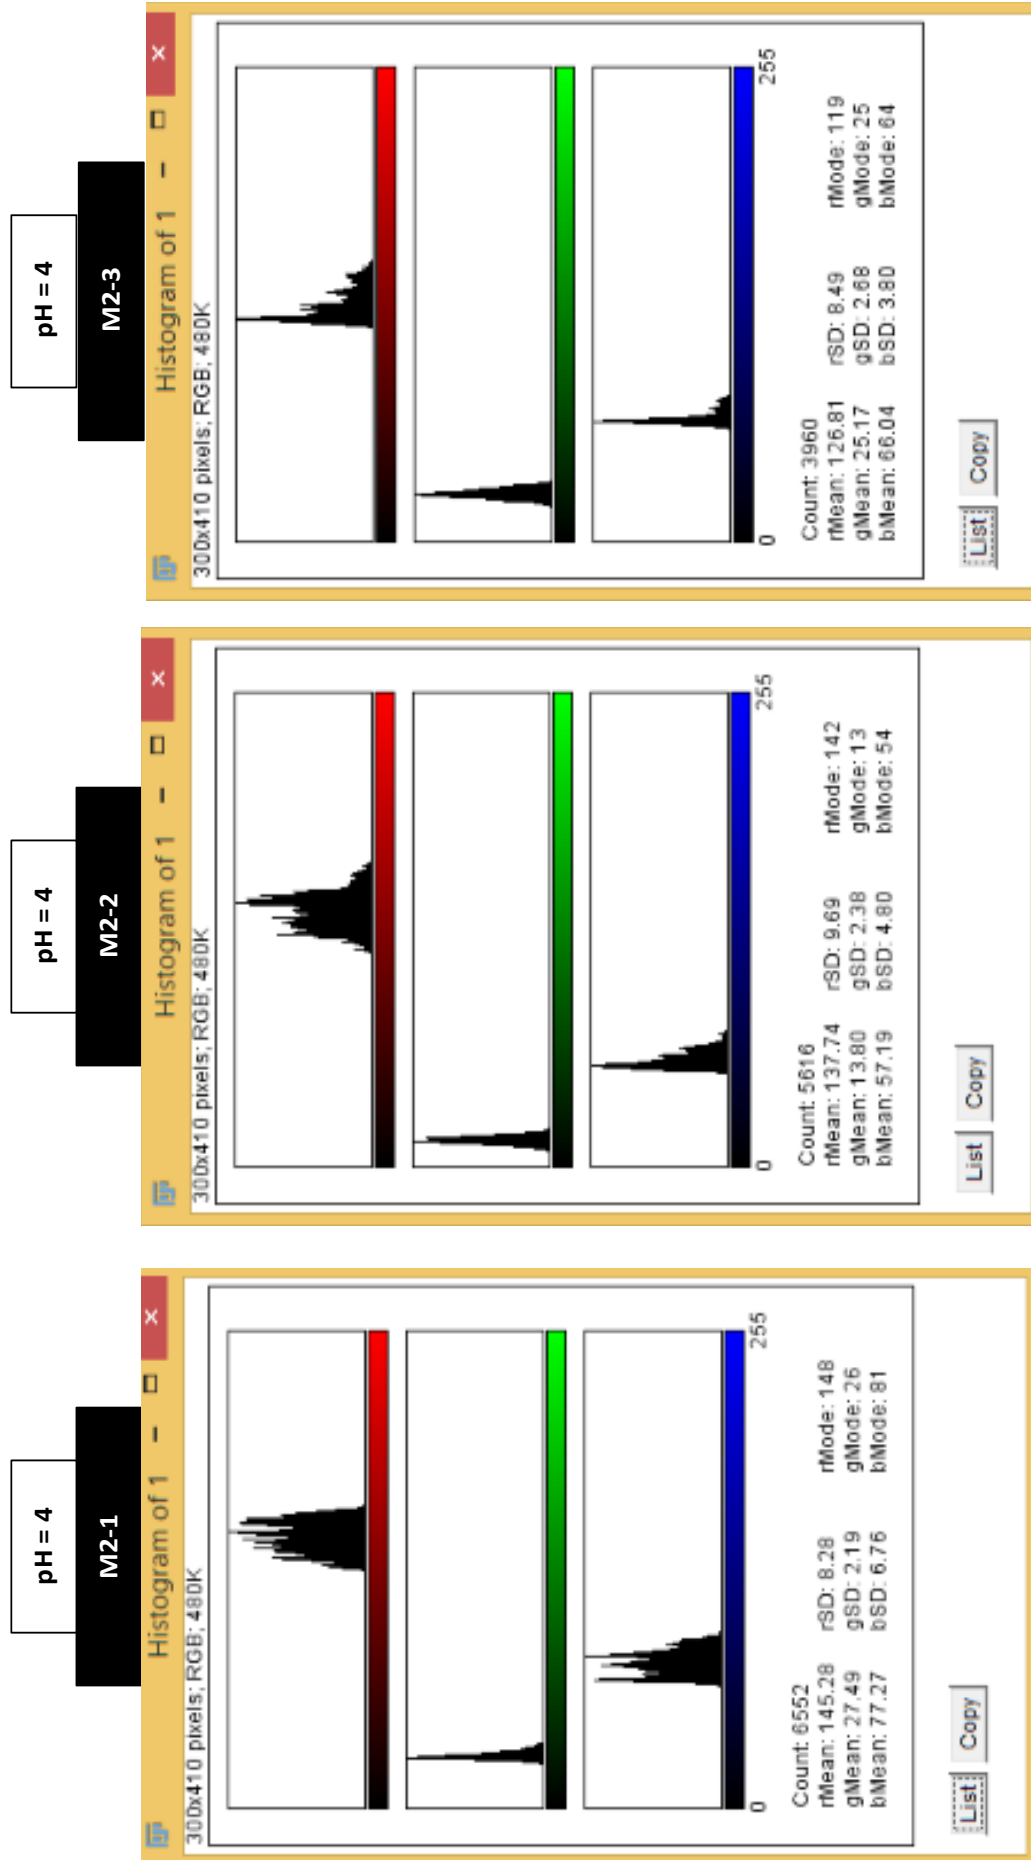 pH = 4
M2-1
Histogram of 1
300x410 pixels; RGB; 480K
0 255
Count: 6552
rMean: 145.28 rSD: 8.28 rMode: 148
gMean: 27.49 gSD: 2.19 gMode: 26
bMean: 77.27 bSD: 6.76 bMode: 81
List Copy
pH = 4
M2-2
Histogram of 1
300x410 pixels; RGB; 480K
0 255
Count: 5616
rMean: 137.74 rSD: 9.69 rMode: 142
gMean: 13.80 gSD: 2.38 gMode: 13
bMean: 57.19 bSD: 4.80 bMode: 54
List Copy
pH = 4
M2-3
Histogram of 1
300x410 pixels; RGB; 480K
0 255
Count: 3960
rMean: 126.81 rSD: 8.49 rMode: 119
gMean: 25.17 gSD: 2.68 gMode: 25
bMean: 66.04 bSD: 3.80 bMode: 64
List Copy